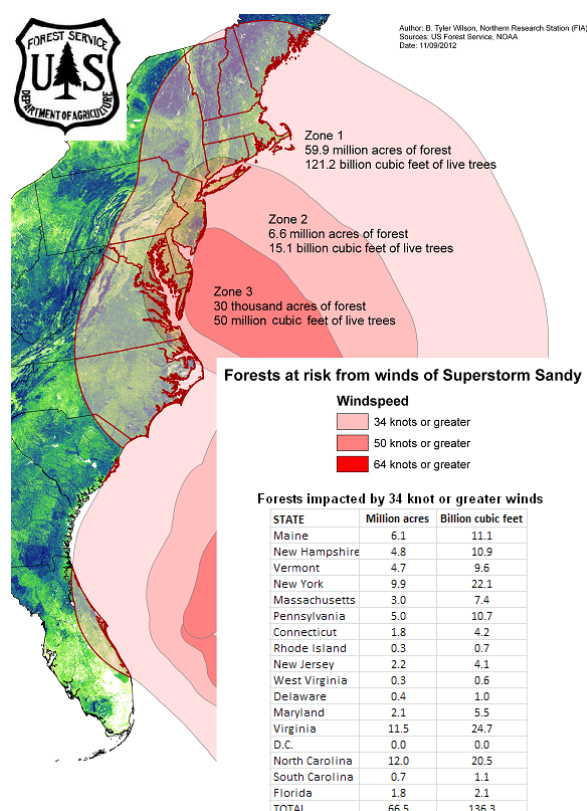 FOREST SERVICE
U S
DEPARTMENT OF AGRICULTURE
Author: B. Tyler Wilson, Northern Research Station (FIA)
Sources: US Forest Service, NOAA
Date: 11/09/2012
Zone 1
59.9 million acres of forest
121.2 billion cubic feet of live trees
Zone 2
6.6 million acres of forest
15.1 billion cubic feet of live trees
Zone 3
30 thousand acres of forest
50 million cubic feet of live trees
Forests at risk from winds of Superstorm Sandy
Windspeed
34 knots or greater
50 knots or greater
64 knots or greater
Forests impacted by 34 knot or greater winds
STATE Million acres Billion cubic feet
Maine 6.1 11.1
New Hampshire 4.8 10.9
Vermont 4.7 9.6
New York 9.9 22.1
Massachusetts 3.0 7.4
Pennsylvania 5.0 10.7
Connecticut 1.8 4.2
Rhode Island 0.3 0.7
New Jersey 2.2 4.1
West Virginia 0.3 0.6
Delaware 0.4 1.0
Maryland 2.1 5.5
Virginia 11.5 24.7
D.C. 0.0 0.0
North Carolina 12.0 20.5
South Carolina 0.7 1.1
Florida 1.8 2.1
TOTAL 66.5 136.3